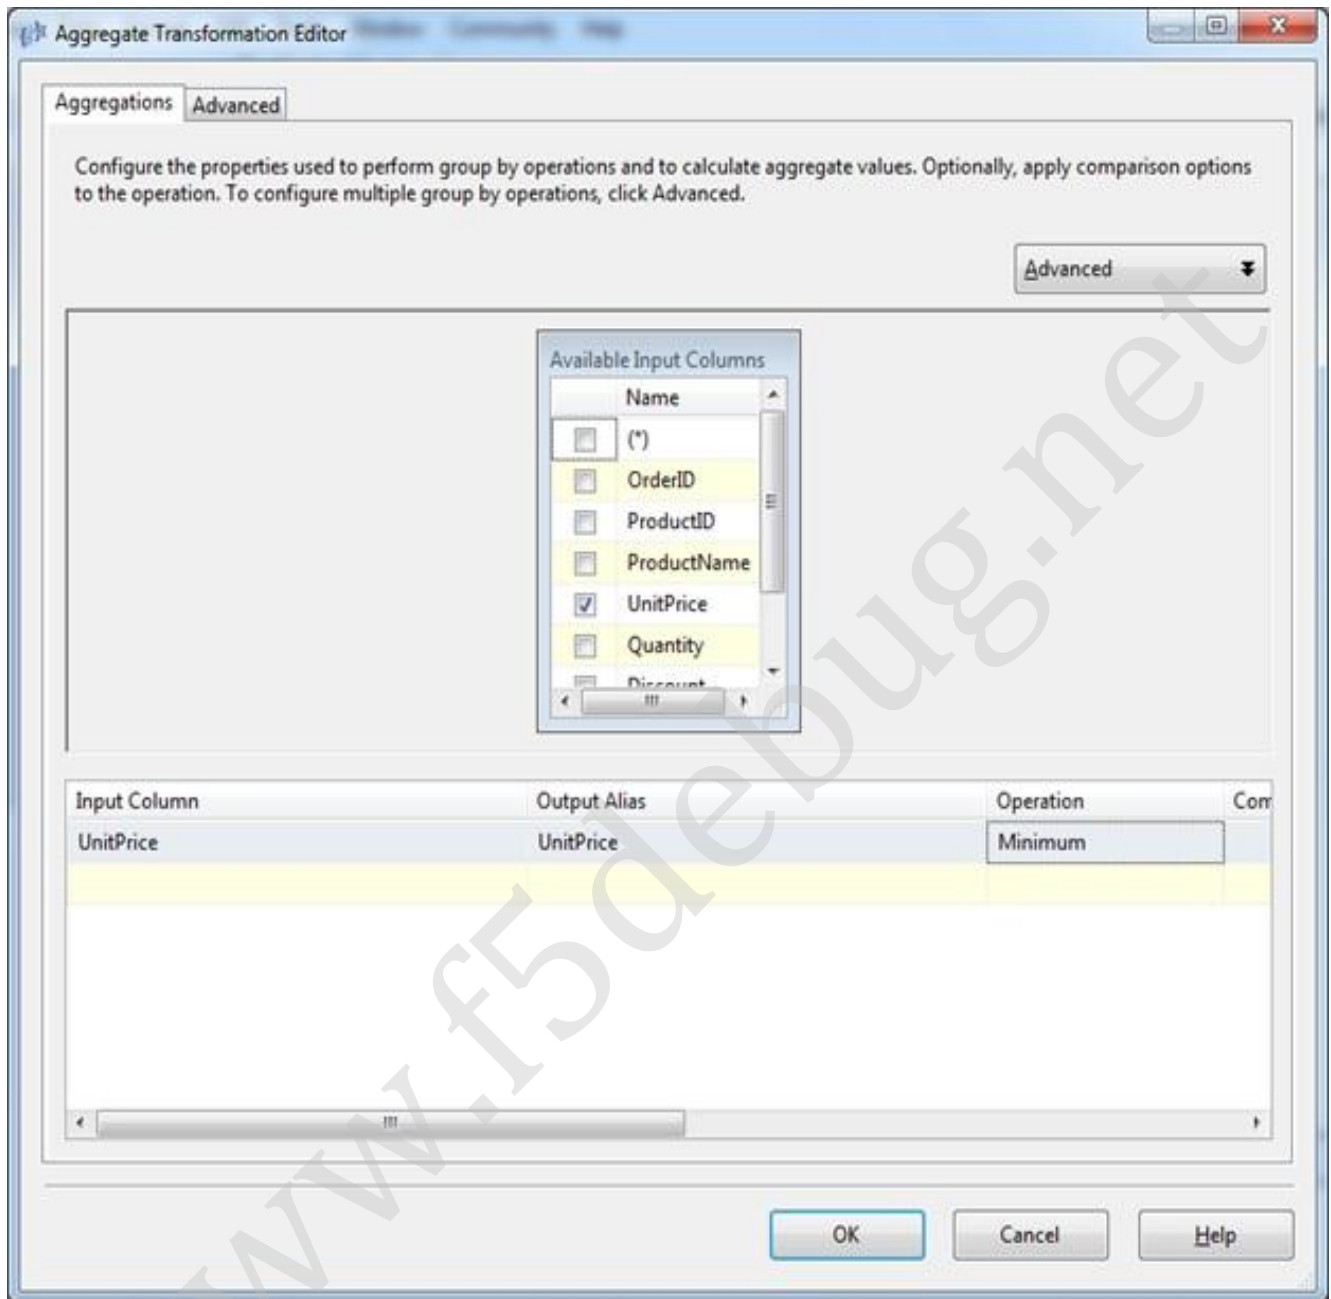 Aggregate Transformation Editor
Aggregations
Advanced
Configure the properties used to perform group by operations and to calculate aggregate values. Optionally, apply comparison options
to the operation. To configure multiple group by operations, click Advanced.
Advanced
Available Input Columns
Name
(*)
OrderID
ProductID
ProductName
UnitPrice
Quantity
Discount
Input Column Output Alias Operation Com
UnitPrice UnitPrice Minimum
OK Cancel Help
www.f5debug.net